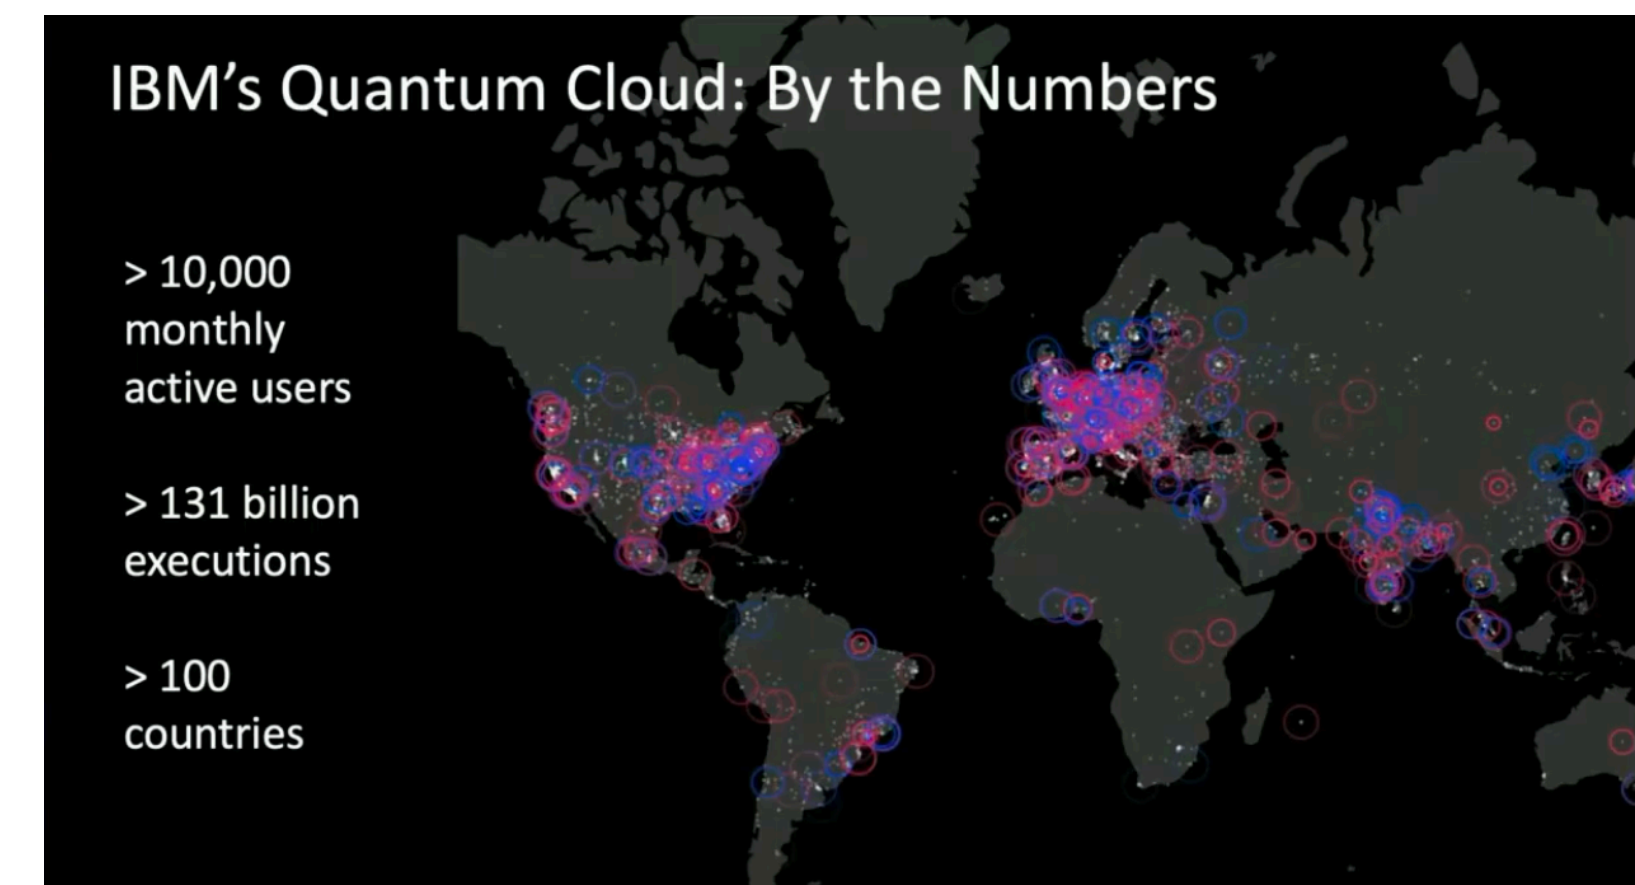 IBM’s Quantum Cloud: By the Numbers
> 10,000
monthly
active users
> 131 billion
executions
> 100
countries